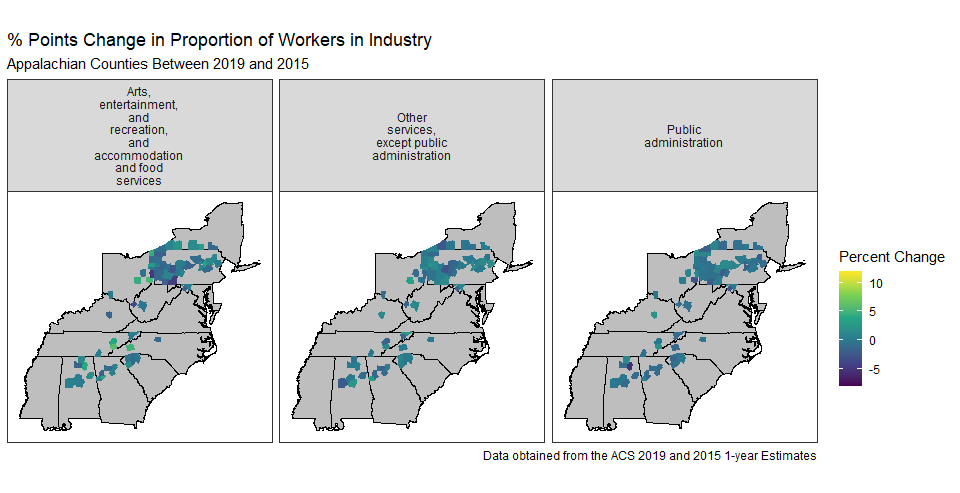 % Points Change in Proportion of Workers in Industry
Appalachian Counties Between 2019 and 2015
Arts,
entertainment,
and
recreation,
and
accommodation
and food
services
Other
services,
except public
administration
Public
administration
Percent Change
10
5
0
-5
Data obtained from the ACS 2019 and 2015 1-year Estimates